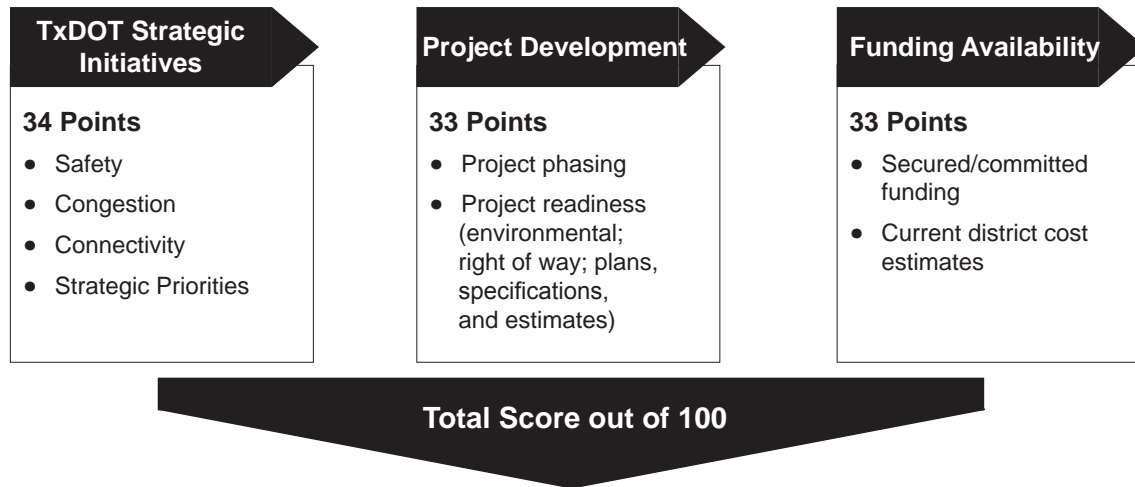 TxDOT Strategic
Initiatives
34 Points
● Safety
● Congestion
● Connectivity
● Strategic Priorities
Project Development
33 Points
● Project phasing
● Project readiness
(environmental;
right of way; plans,
specifications,
and estimates)
Funding Availability
33 Points
● Secured/committed
funding
● Current district cost
estimates
Total Score out of 100